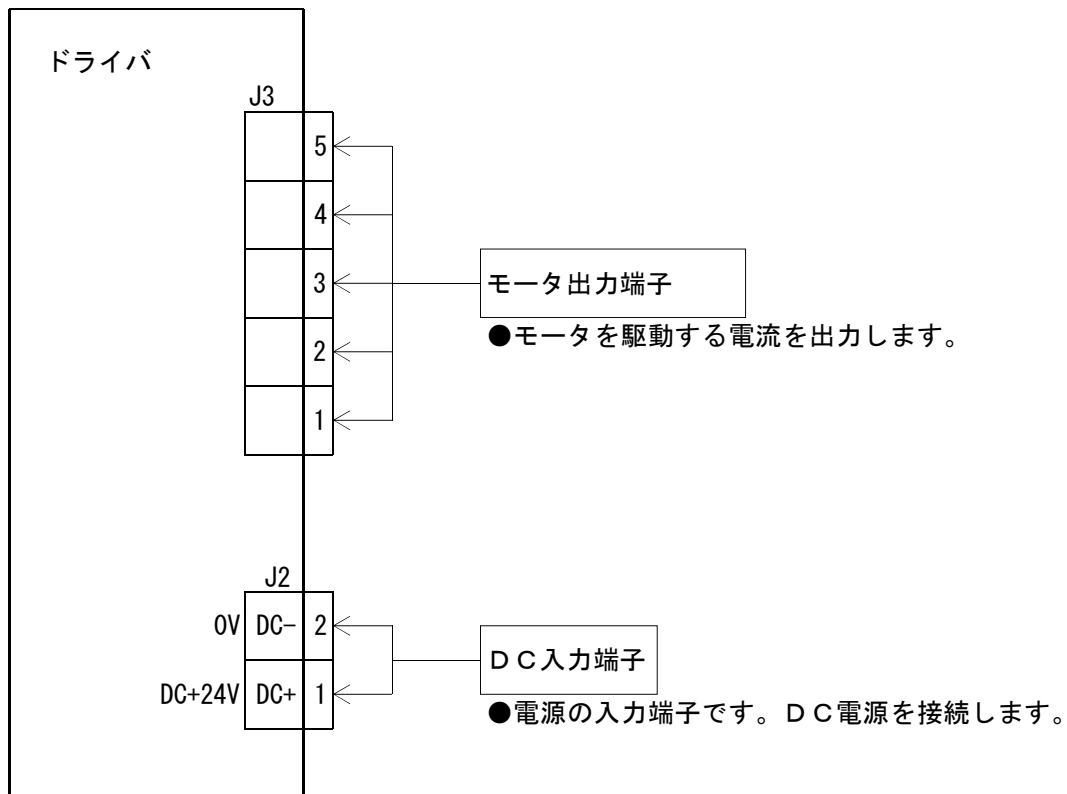 ドライバ
J3
5
4
3
2
1
モータ出力端子
●モータを駆動する電流を出力します。
J2
0V DC- 2
DC+24V DC+ 1
ＤＣ入力端子
●電源の入力端子です。ＤＣ電源を接続します。